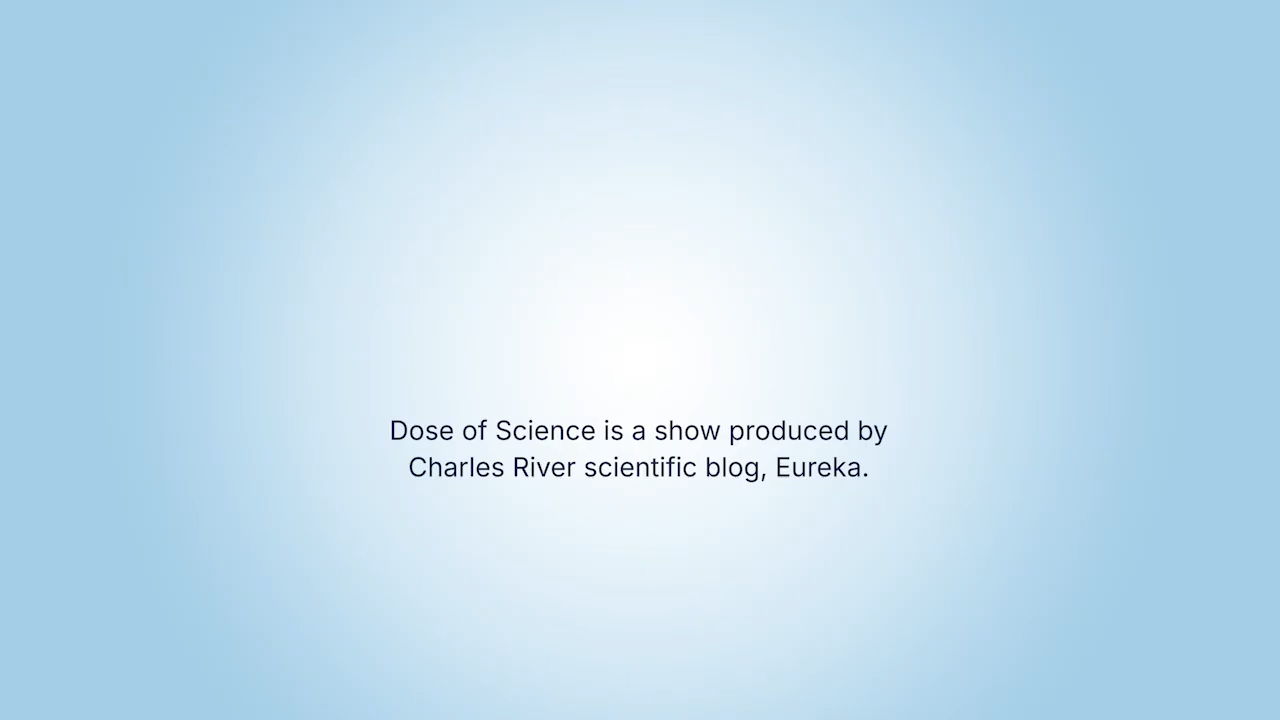 Dose of Science is a show produced by
Charles River scientific blog, Eureka.